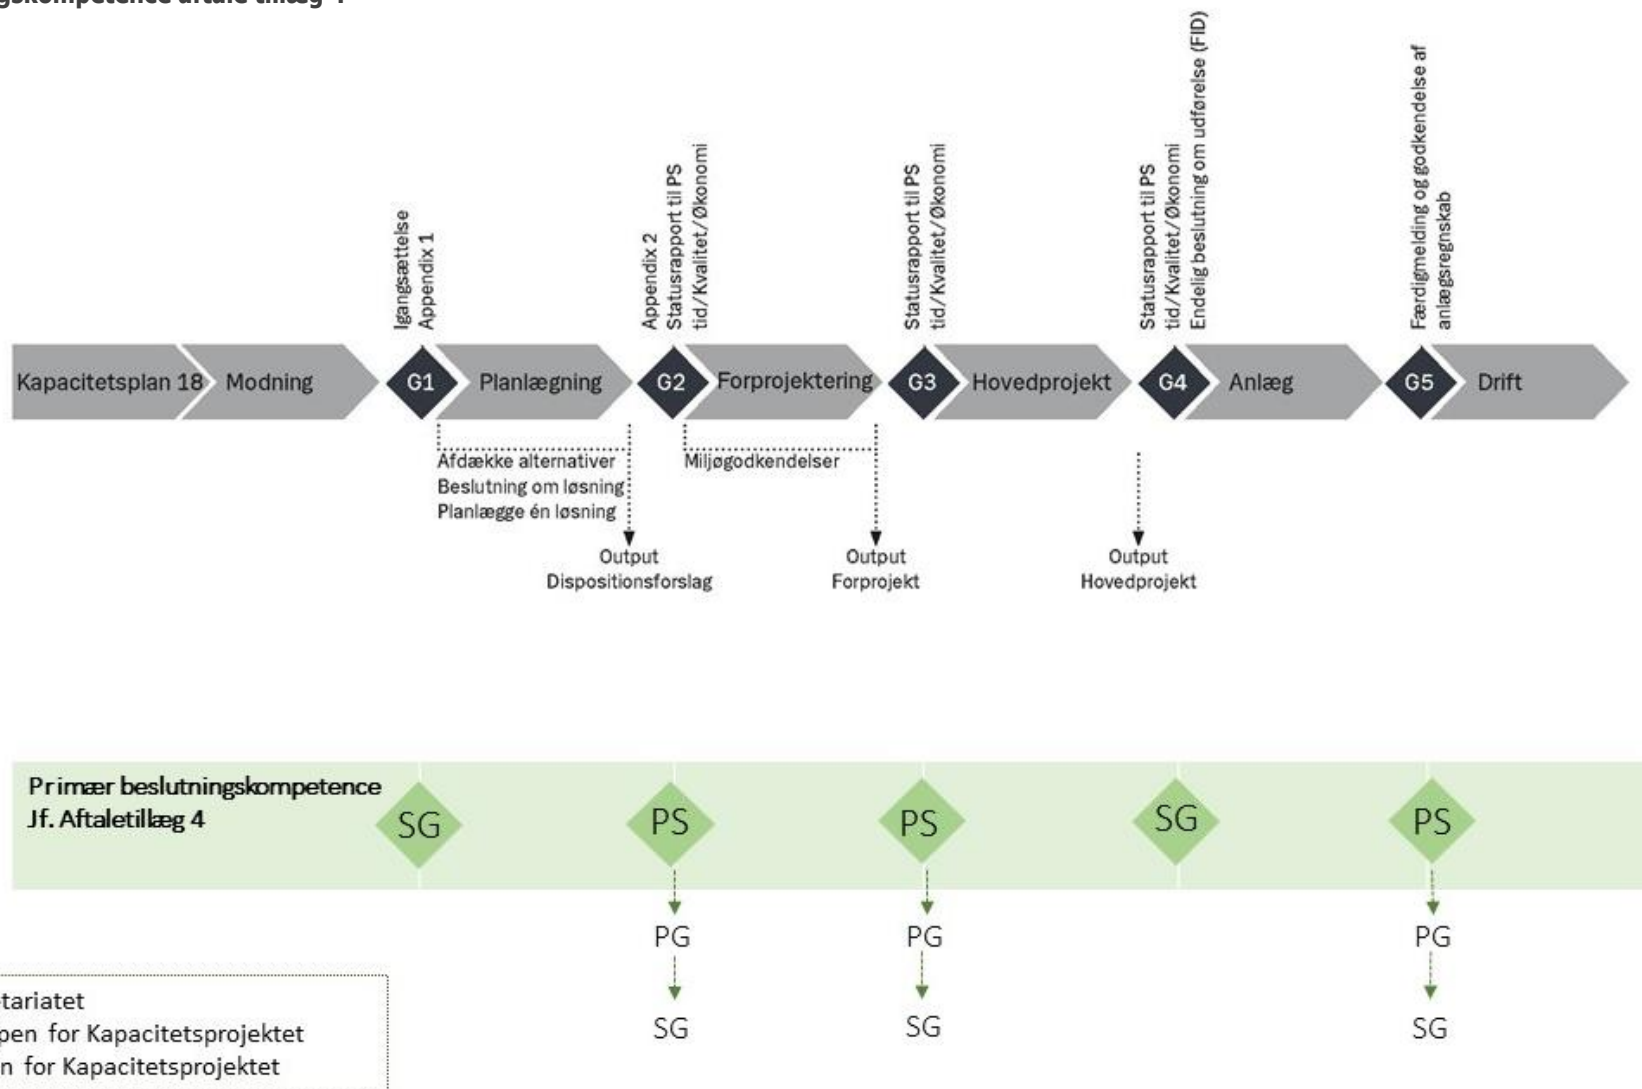 Igangsættelse
Appendix 1
Appendix 2
Statusrapport til PS
tid/Kvalitet/Økonomi
Statusrapport til PS
tid/Kvalitet/Økonomi
Statusrapport til PS
tid/Kvalitet/Økonomi
Endelig beslutning om udførelse (FID)
Færdigmelding og godkendelse af
anlægsregnskab
Kapacitetsplan 18
Modning
G1
Planlægning
G2
Forprojektering
G3
Hovedprojekt
G4
Anlæg
G5
Drift
Afdække alternativer
Beslutning om løsning
Planlægge én løsning
Miljøgodkendelser
Output
Dispositionsforslag
Output
Forprojekt
Output
Hovedprojekt
Primær beslutningskompetence
Jf. Aftaletillæg 4
SG
PS
PS
SG
PS
PG
PG
PG
SG
SG
SG
tariatet
pen for Kapacitetsprojektet
n for Kapacitetsprojektet